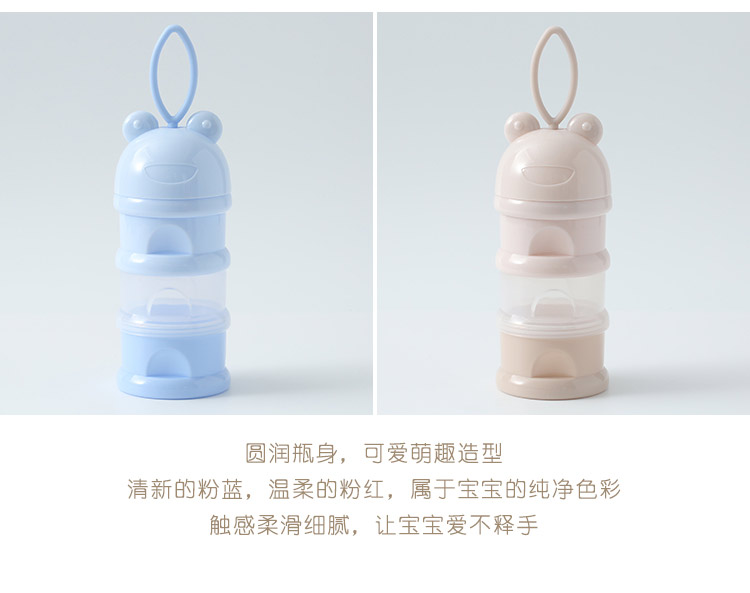 圆润瓶身，可爱萌趣造型
清新的粉蓝，温柔的粉红，属于宝宝的纯净色彩
触感柔滑细腻，让宝宝爱不释手